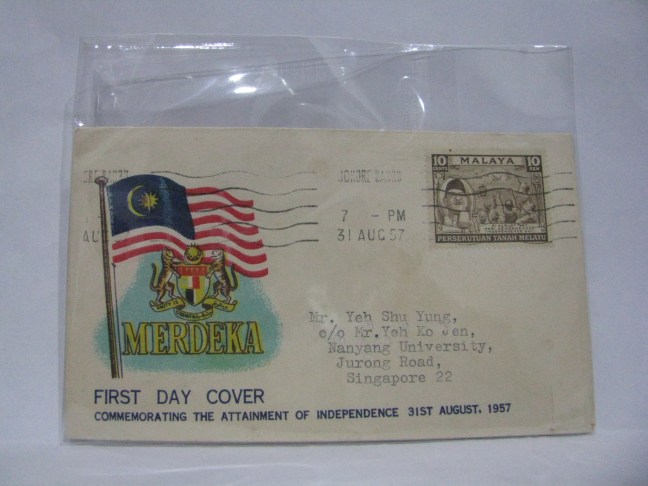 JOHORE BAHRU
7 - PM
31 AUG 57
10 MALAYA 10
CENTS SEN
PERSEKUTUAN TANAH MELAYU
MERDEKA
Mr. Yeh Shu Yung,
c/o Mr.Yeh Ko Jen,
Nanyang University,
Jurong Road,
Singapore 22
FIRST DAY COVER
COMMEMORATING THE ATTAINMENT OF INDEPENDENCE 31ST AUGUST, 1957